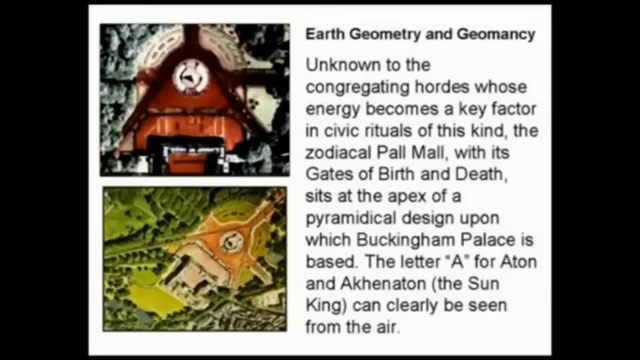 Earth Geometry and Geomancy
Unknown to the
congregating hordes whose
energy becomes a key factor
in civic rituals of this kind, the
zodiacal Pall Mall, with its
Gates of Birth and Death,
sits at the apex of a
pyramidical design upon
which Buckingham Palace is
based. The letter “A” for Aton
and Akhenaton (the Sun
King) can clearly be seen
from the air.